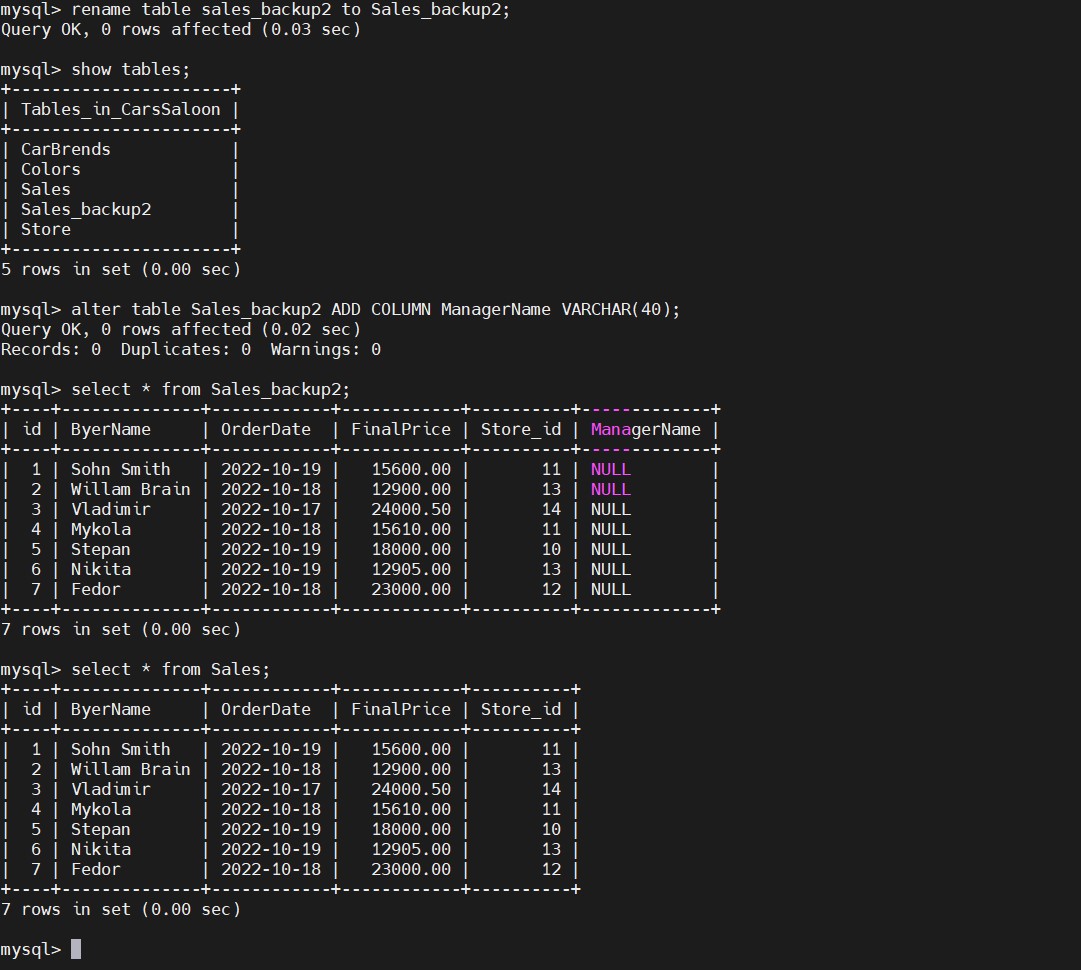 mysql> rename table sales_backup2 to Sales_backup2;
Query OK, 0 rows affected (0.03 sec)

mysql> show tables;
+----------------------+
| Tables_in_CarsSaloon |
+----------------------+
| CarBrends            |
| Colors               |
| Sales                |
| Sales_backup2        |
| Store                |
+----------------------+
5 rows in set (0.00 sec)

mysql> alter table Sales_backup2 ADD COLUMN ManagerName VARCHAR(40);
Query OK, 0 rows affected (0.02 sec)
Records: 0  Duplicates: 0  Warnings: 0

mysql> select * from Sales_backup2;
+----+--------------+------------+------------+----------+-------------+
| id | ByerName     | OrderDate  | FinalPrice | Store_id | ManagerName |
+----+--------------+------------+------------+----------+-------------+
|  1 | Sohn Smith   | 2022-10-19 |   15600.00 |       11 | NULL        |
|  2 | Willam Brain | 2022-10-18 |   12900.00 |       13 | NULL        |
|  3 | Vladimir     | 2022-10-17 |   24000.50 |       14 | NULL        |
|  4 | Mykola       | 2022-10-18 |   15610.00 |       11 | NULL        |
|  5 | Stepan       | 2022-10-19 |   18000.00 |       10 | NULL        |
|  6 | Nikita       | 2022-10-19 |   12905.00 |       13 | NULL        |
|  7 | Fedor        | 2022-10-18 |   23000.00 |       12 | NULL        |
+----+--------------+------------+------------+----------+-------------+
7 rows in set (0.00 sec)

mysql> select * from Sales;
+----+--------------+------------+------------+----------+
| id | ByerName     | OrderDate  | FinalPrice | Store_id |
+----+--------------+------------+------------+----------+
|  1 | Sohn Smith   | 2022-10-19 |   15600.00 |       11 |
|  2 | Willam Brain | 2022-10-18 |   12900.00 |       13 |
|  3 | Vladimir     | 2022-10-17 |   24000.50 |       14 |
|  4 | Mykola       | 2022-10-18 |   15610.00 |       11 |
|  5 | Stepan       | 2022-10-19 |   18000.00 |       10 |
|  6 | Nikita       | 2022-10-19 |   12905.00 |       13 |
|  7 | Fedor        | 2022-10-18 |   23000.00 |       12 |
+----+--------------+------------+------------+----------+
7 rows in set (0.00 sec)

mysql>